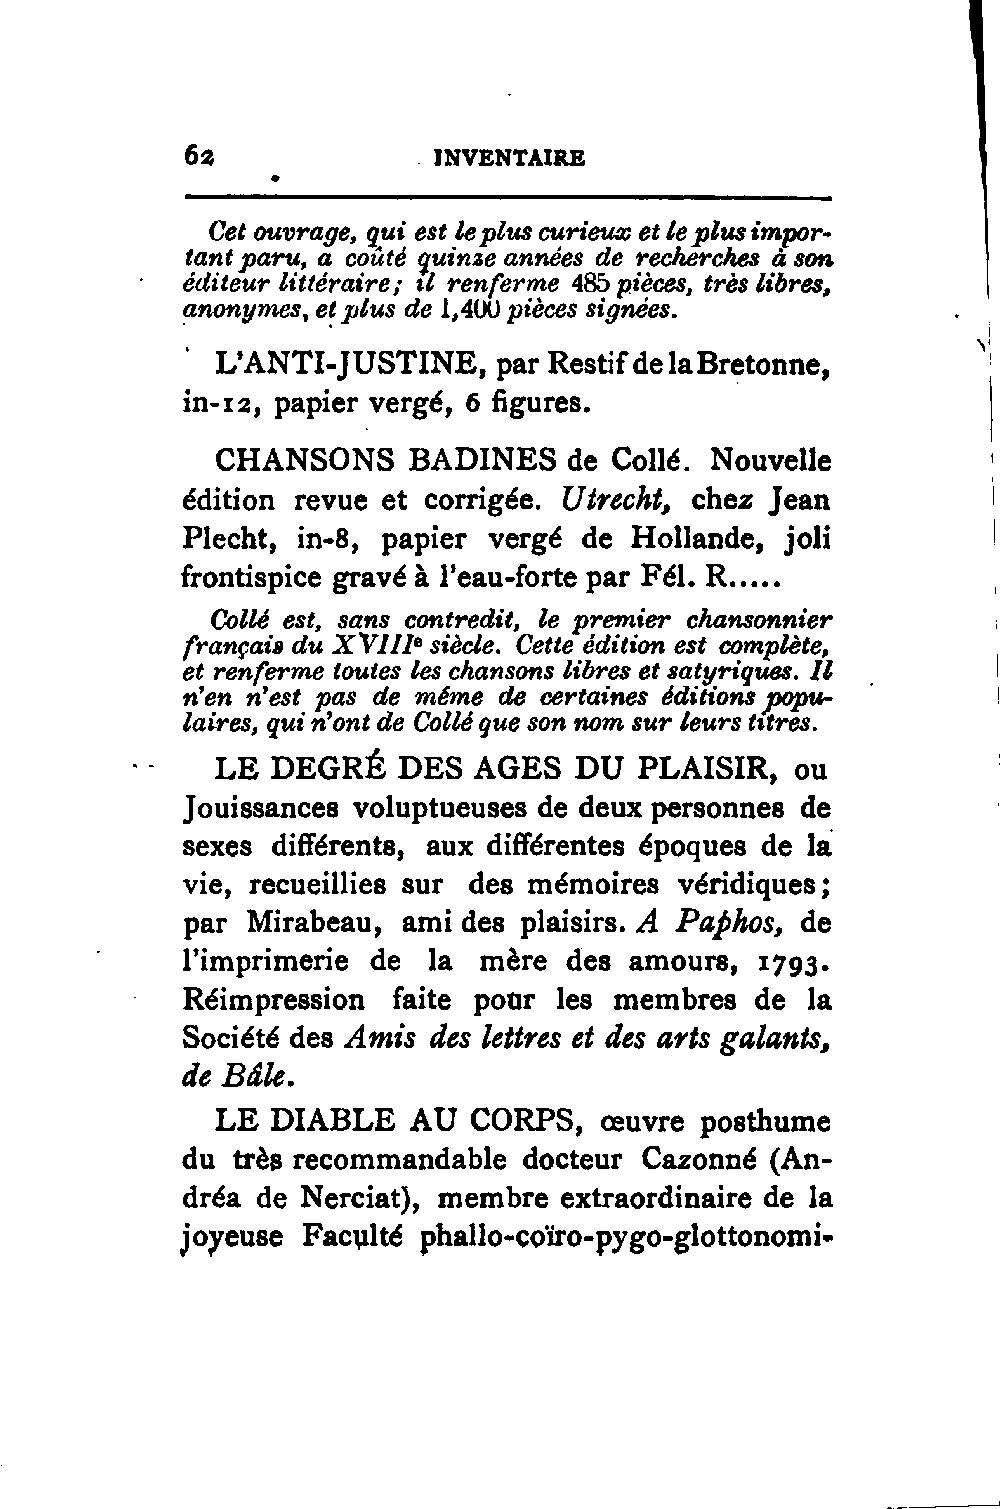 62 INVENTAIRE
Cet ouvrage, qui est le plus curieux et le plus impor-
tant paru, a coûté quinze années de recherches à son
éditeur littéraire; il renferme 485 pièces, très libres,
anonymes, et plus de 1,400 pièces signées.
L'ANTI-JUSTINE, par Restif de la Bretonne,
in-12, papier vergé, 6 figures.
CHANSONS BADINES de Collé. Nouvelle
édition revue et corrigée. Utrecht, chez Jean
Plecht, in-8, papier vergé de Hollande, joli
frontispice gravé à l'eau-forte par Fél. R.....
Collé est, sans contredit, le premier chansonnier
français du XVIIIe siècle. Cette édition est complète,
et renferme toutes les chansons libres et satyriques. Il
n'en n'est pas de même de certaines éditions popu-
laires, qui n'ont de Collé que son nom sur leurs titres.
LE DEGRÉ DES AGES DU PLAISIR, ou
Jouissances voluptueuses de deux personnes de
sexes différents, aux différentes époques de la
vie, recueillies sur des mémoires véridiques;
par Mirabeau, ami des plaisirs. A Paphos, de
l'imprimerie de la mère des amours, 1793.
Réimpression faite pour les membres de la
Société des Amis des lettres et des arts galants,
de Bâle.
LE DIABLE AU CORPS, œuvre posthume
du très recommandable docteur Cazonné (An-
dréa de Nerciat), membre extraordinaire de la
joyeuse Faculté phallo-coïro-pygo-glottonomi-